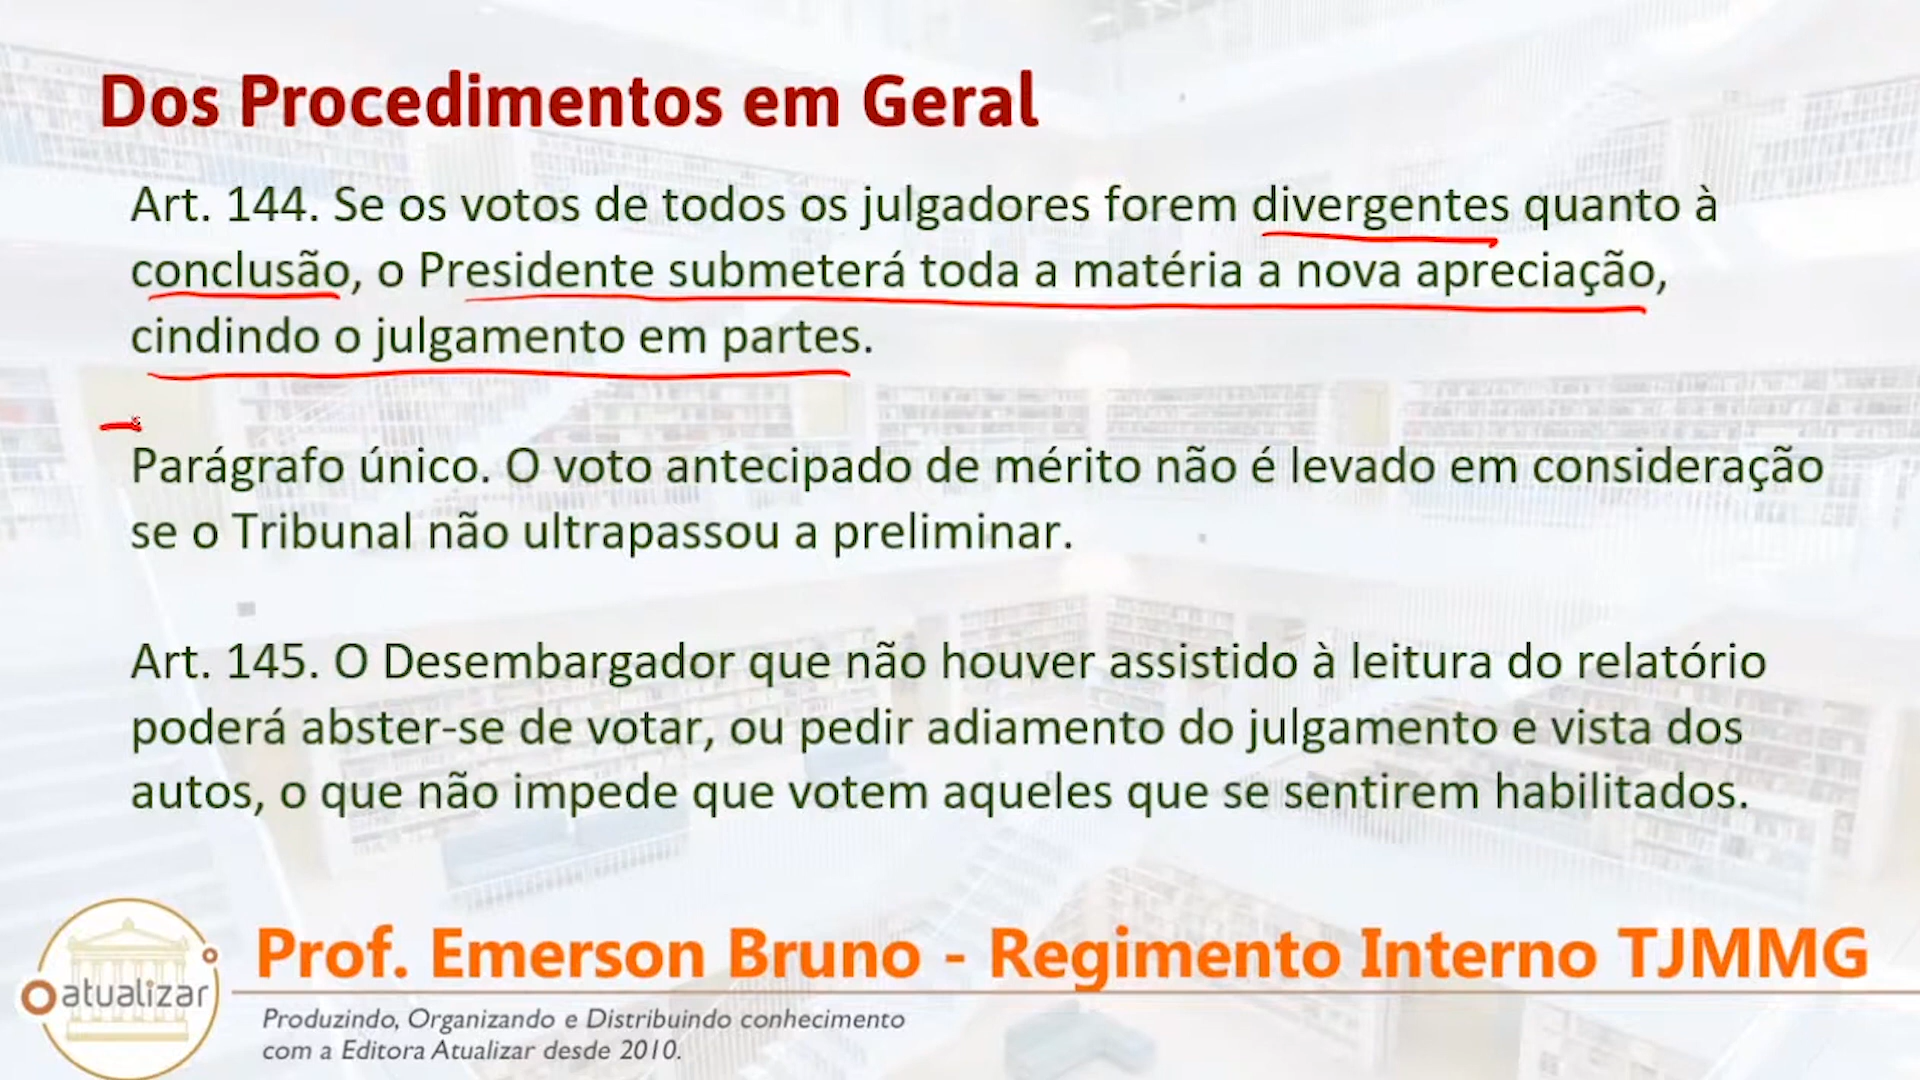 Dos Procedimentos em Geral
Art. 144. Se os votos de todos os julgadores forem divergentes quanto à
conclusão, o Presidente submeterá toda a matéria a nova apreciação,
cindindo o julgamento em partes.
Parágrafo único. O voto antecipado de mérito não é levado em consideração
se o Tribunal não ultrapassou a preliminar.
Art. 145. O Desembargador que não houver assistido à leitura do relatório
poderá abster-se de votar, ou pedir adiamento do julgamento e vista dos
autos, o que não impede que votem aqueles que se sentirem habilitados.
Prof. Emerson Bruno - Regimento Interno TJMMG
atualizar
Produzindo, Organizando e Distribuindo conhecimento
com a Editora Atualizar desde 2010.